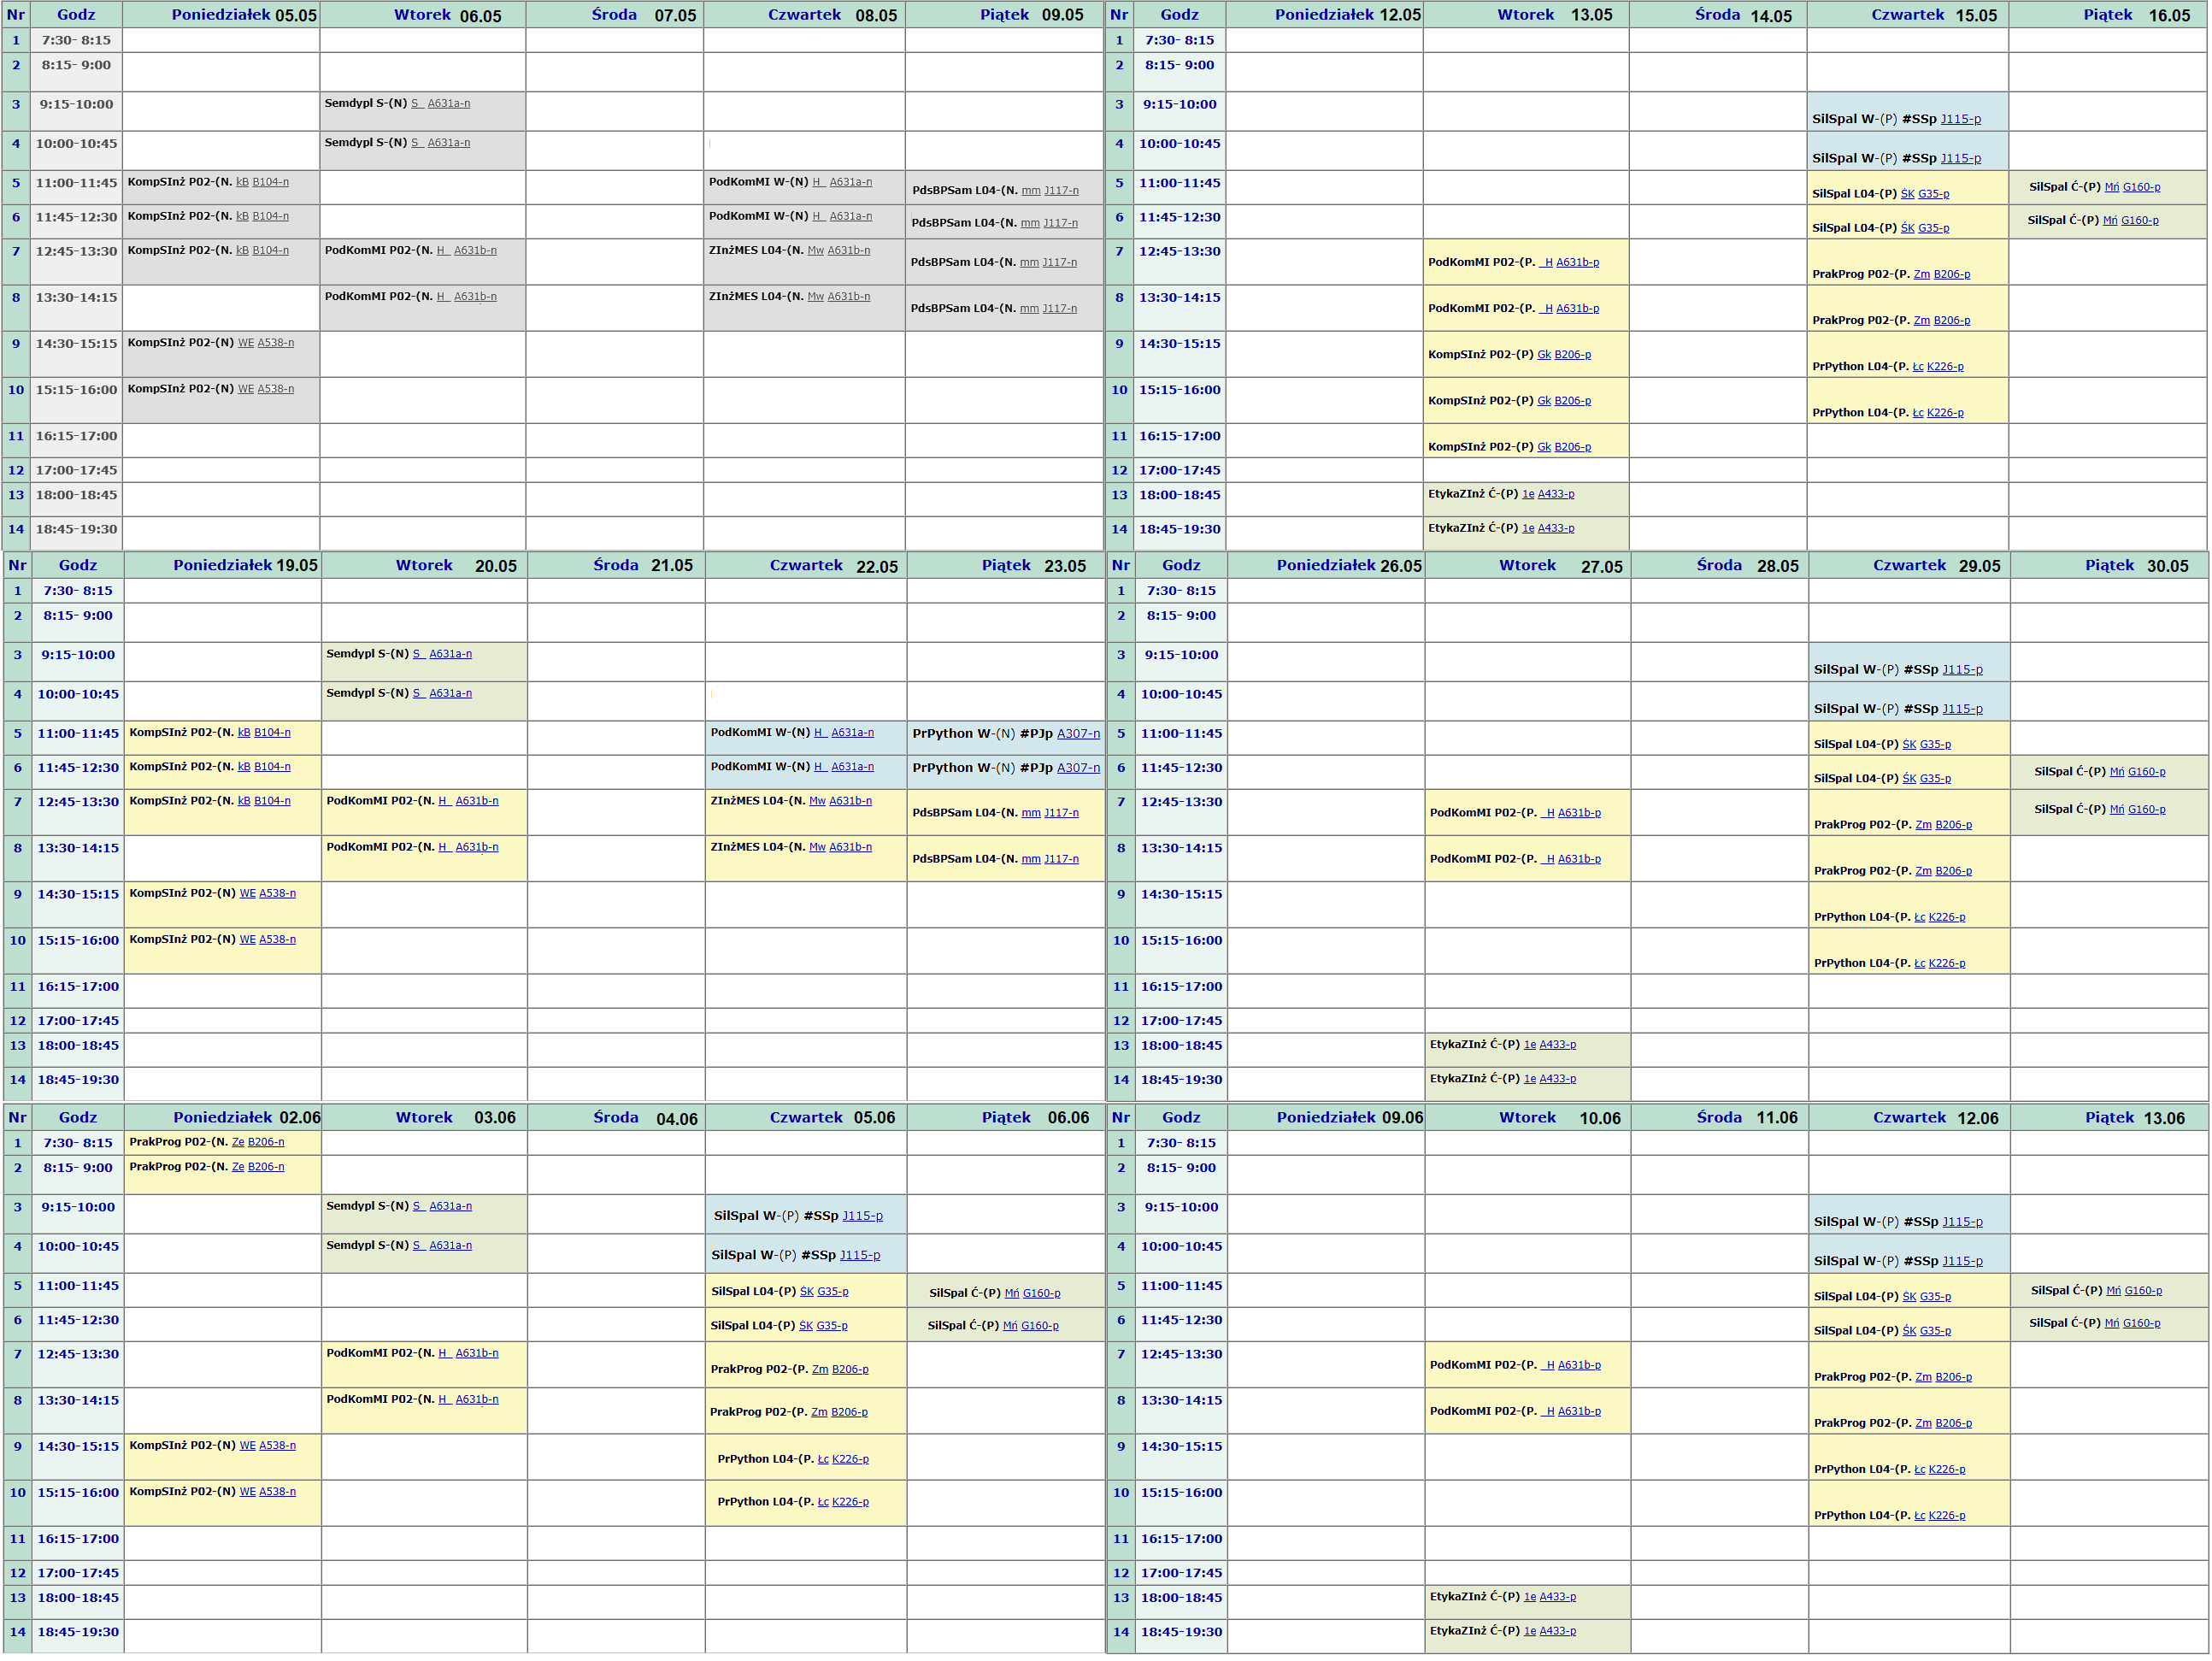 Nr Godz Poniedziałek 05.05 Wtorek 06.05 Środa 07.05 Czwartek 08.05 Piątek 09.05
1 7:30- 8:15
2 8:15- 9:00
3 9:15-10:00 Semdypl S-(N) S_ A631a-n
4 10:00-10:45 Semdypl S-(N) S_ A631a-n
5 11:00-11:45 KompSInż P02-(N. kB B104-n PodKomMI W-(N) H_ A631a-n PdsBPSam L04-(N. mm J117-n
6 11:45-12:30 KompSInż P02-(N. kB B104-n PodKomMI W-(N) H_ A631a-n PdsBPSam L04-(N. mm J117-n
7 12:45-13:30 KompSInż P02-(N. kB B104-n PodKomMI P02-(N. H_ A631b-n ZInżMES L04-(N. Mw A631b-n PdsBPSam L04-(N. mm J117-n
8 13:30-14:15 PodKomMI P02-(N. H_ A631b-n ZInżMES L04-(N. Mw A631b-n PdsBPSam L04-(N. mm J117-n
9 14:30-15:15 KompSInż P02-(N) WE A538-n
10 15:15-16:00 KompSInż P02-(N) WE A538-n
11 16:15-17:00
12 17:00-17:45
13 18:00-18:45
14 18:45-19:30
Nr Godz Poniedziałek 12.05 Wtorek 13.05 Środa 14.05 Czwartek 15.05 Piątek 16.05
1 7:30- 8:15
2 8:15- 9:00
3 9:15-10:00 SilSpal W-(P) #SSp J115-p
4 10:00-10:45 SilSpal W-(P) #SSp J115-p
5 11:00-11:45 SilSpal L04-(P) ŚK G35-p SilSpal Ć-(P) Mń G160-p
6 11:45-12:30 SilSpal L04-(P) ŚK G35-p SilSpal Ć-(P) Mń G160-p
7 12:45-13:30 PodKomMI P02-(P. _H A631b-p PrakProg P02-(P. Zm B206-p
8 13:30-14:15 PodKomMI P02-(P. _H A631b-p PrakProg P02-(P. Zm B206-p
9 14:30-15:15 KompSInż P02-(P) Gk B206-p PrPython L04-(P. Łc K226-p
10 15:15-16:00 KompSInż P02-(P) Gk B206-p PrPython L04-(P. Łc K226-p
11 16:15-17:00 KompSInż P02-(P) Gk B206-p
12 17:00-17:45
13 18:00-18:45 EtykaZInż Ć-(P) 1e A433-p
14 18:45-19:30 EtykaZInż Ć-(P) 1e A433-p
Nr Godz Poniedziałek 19.05 Wtorek 20.05 Środa 21.05 Czwartek 22.05 Piątek 23.05
1 7:30- 8:15
2 8:15- 9:00
3 9:15-10:00 Semdypl S-(N) S_ A631a-n
4 10:00-10:45 Semdypl S-(N) S_ A631a-n
5 11:00-11:45 KompSInż P02-(N. kB B104-n PodKomMI W-(N) H_ A631a-n PrPython W-(N) #PJp A307-n
6 11:45-12:30 KompSInż P02-(N. kB B104-n PodKomMI W-(N) H_ A631a-n PrPython W-(N) #PJp A307-n
7 12:45-13:30 KompSInż P02-(N. kB B104-n PodKomMI P02-(N. H_ A631b-n ZInżMES L04-(N. Mw A631b-n PdsBPSam L04-(N. mm J117-n
8 13:30-14:15 PodKomMI P02-(N. H_ A631b-n ZInżMES L04-(N. Mw A631b-n PdsBPSam L04-(N. mm J117-n
9 14:30-15:15 KompSInż P02-(N) WE A538-n
10 15:15-16:00 KompSInż P02-(N) WE A538-n
11 16:15-17:00
12 17:00-17:45
13 18:00-18:45
14 18:45-19:30
Nr Godz Poniedziałek 26.05 Wtorek 27.05 Środa 28.05 Czwartek 29.05 Piątek 30.05
1 7:30- 8:15
2 8:15- 9:00
3 9:15-10:00 SilSpal W-(P) #SSp J115-p
4 10:00-10:45 SilSpal W-(P) #SSp J115-p
5 11:00-11:45 SilSpal L04-(P) ŚK G35-p
6 11:45-12:30 SilSpal L04-(P) ŚK G35-p SilSpal Ć-(P) Mń G160-p
7 12:45-13:30 PodKomMI P02-(P. _H A631b-p PrakProg P02-(P. Zm B206-p SilSpal Ć-(P) Mń G160-p
8 13:30-14:15 PodKomMI P02-(P. _H A631b-p PrakProg P02-(P. Zm B206-p
9 14:30-15:15 PrPython L04-(P. Łc K226-p
10 15:15-16:00 PrPython L04-(P. Łc K226-p
11 16:15-17:00
12 17:00-17:45
13 18:00-18:45 EtykaZInż Ć-(P) 1e A433-p
14 18:45-19:30 EtykaZInż Ć-(P) 1e A433-p
Nr Godz Poniedziałek 02.06 Wtorek 03.06 Środa 04.06 Czwartek 05.06 Piątek 06.06
1 7:30- 8:15 PrakProg P02-(N. Ze B206-n
2 8:15- 9:00 PrakProg P02-(N. Ze B206-n
3 9:15-10:00 Semdypl S-(N) S_ A631a-n SilSpal W-(P) #SSp J115-p
4 10:00-10:45 Semdypl S-(N) S_ A631a-n SilSpal W-(P) #SSp J115-p
5 11:00-11:45 SilSpal L04-(P) ŚK G35-p SilSpal Ć-(P) Mń G160-p
6 11:45-12:30 SilSpal L04-(P) ŚK G35-p SilSpal Ć-(P) Mń G160-p
7 12:45-13:30 PodKomMI P02-(N. H_ A631b-n PrakProg P02-(P. Zm B206-p
8 13:30-14:15 PodKomMI P02-(N. H_ A631b-n PrakProg P02-(P. Zm B206-p
9 14:30-15:15 KompSInż P02-(N) WE A538-n PrPython L04-(P. Łc K226-p
10 15:15-16:00 KompSInż P02-(N) WE A538-n PrPython L04-(P. Łc K226-p
11 16:15-17:00
12 17:00-17:45
13 18:00-18:45
14 18:45-19:30
Nr Godz Poniedziałek 09.06 Wtorek 10.06 Środa 11.06 Czwartek 12.06 Piątek 13.06
1 7:30- 8:15
2 8:15- 9:00
3 9:15-10:00 SilSpal W-(P) #SSp J115-p
4 10:00-10:45 SilSpal W-(P) #SSp J115-p
5 11:00-11:45 SilSpal L04-(P) ŚK G35-p SilSpal Ć-(P) Mń G160-p
6 11:45-12:30 SilSpal L04-(P) ŚK G35-p SilSpal Ć-(P) Mń G160-p
7 12:45-13:30 PodKomMI P02-(P. _H A631b-p PrakProg P02-(P. Zm B206-p
8 13:30-14:15 PodKomMI P02-(P. _H A631b-p PrakProg P02-(P. Zm B206-p
9 14:30-15:15 PrPython L04-(P. Łc K226-p
10 15:15-16:00 PrPython L04-(P. Łc K226-p
11 16:15-17:00
12 17:00-17:45
13 18:00-18:45 EtykaZInż Ć-(P) 1e A433-p
14 18:45-19:30 EtykaZInż Ć-(P) 1e A433-p